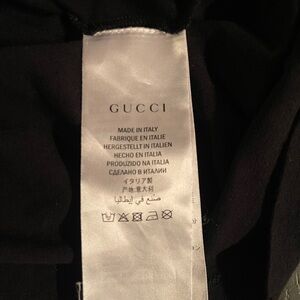 GUCCI
MADE IN ITALY
FABRIQUÉ EN ITALIE
HERGESTELLT IN ITALIEN
HECHO EN ITALIA
PRODUZIDO NA ITALIA
СДЕЛАНО В ИТАЛИИ
イタリア製
产地:意大利
صنع في إيطاليا